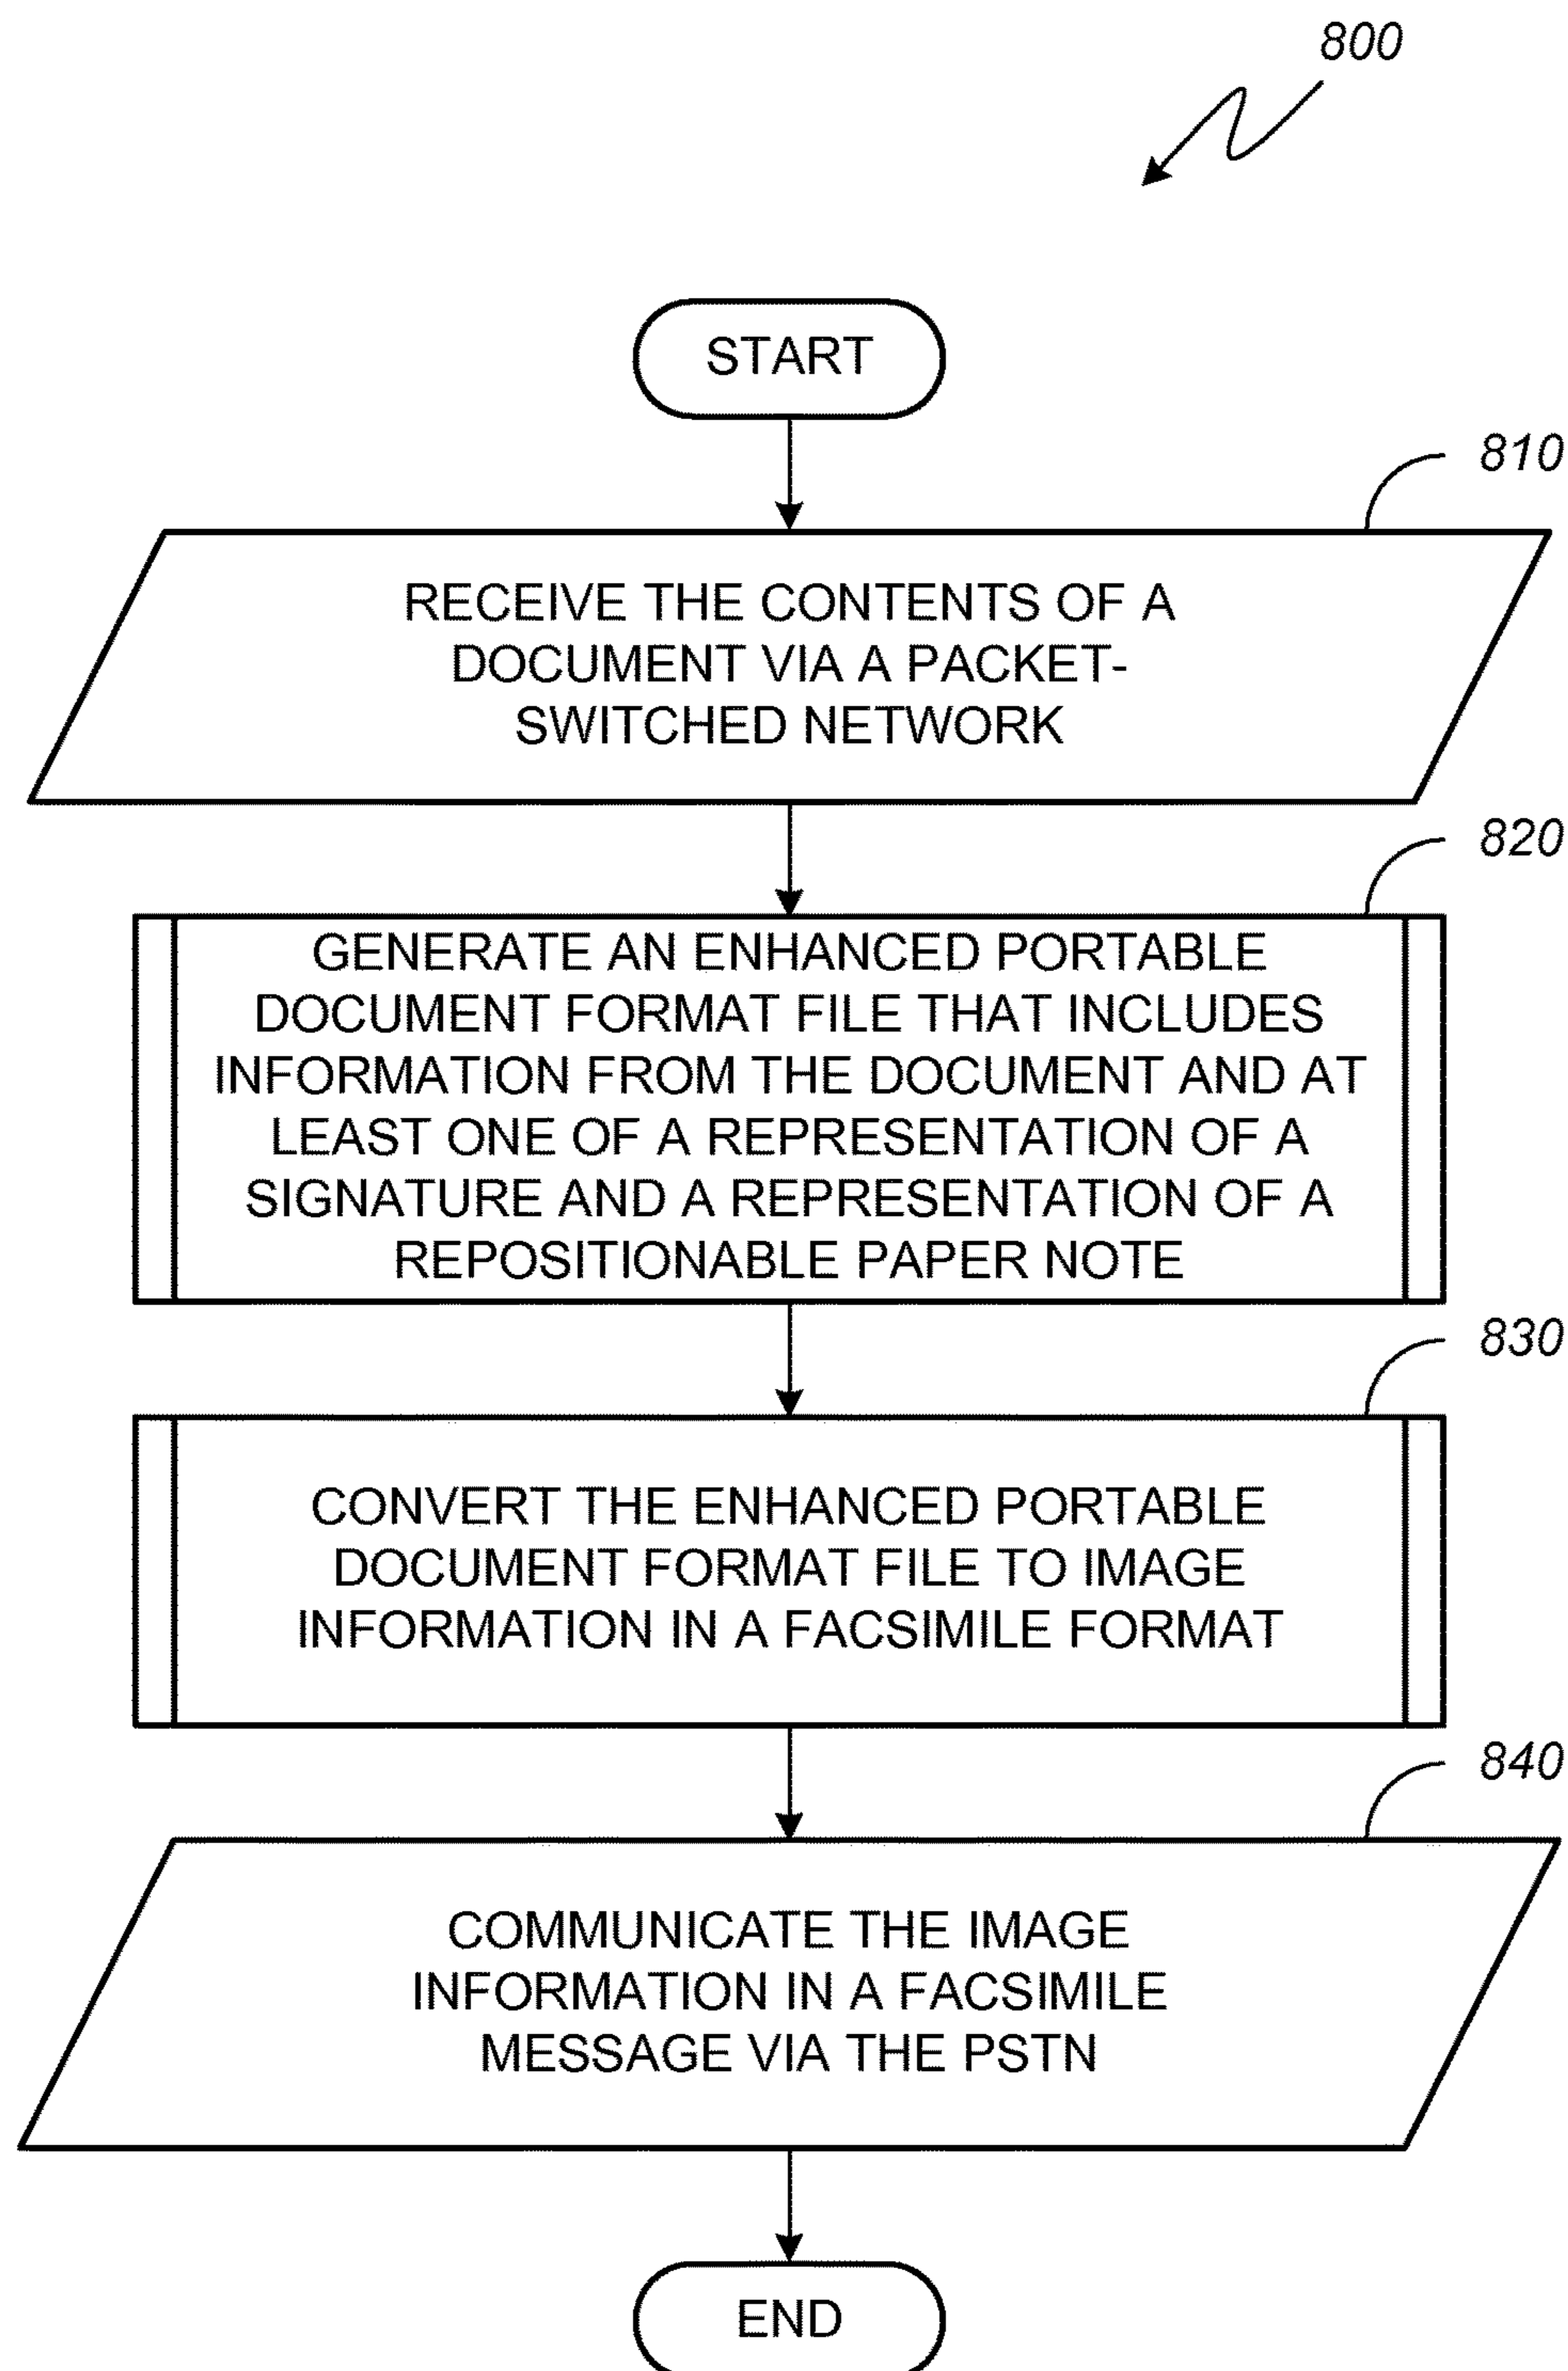 800
START
810
RECEIVE THE CONTENTS OF A
DOCUMENT VIA A PACKET-
SWITCHED NETWORK
820
GENERATE AN ENHANCED PORTABLE
DOCUMENT FORMAT FILE THAT INCLUDES
INFORMATION FROM THE DOCUMENT AND AT
LEAST ONE OF A REPRESENTATION OF A
SIGNATURE AND A REPRESENTATION OF A
REPOSITIONABLE PAPER NOTE
830
CONVERT THE ENHANCED PORTABLE
DOCUMENT FORMAT FILE TO IMAGE
INFORMATION IN A FACSIMILE FORMAT
840
COMMUNICATE THE IMAGE
INFORMATION IN A FACSIMILE
MESSAGE VIA THE PSTN
END